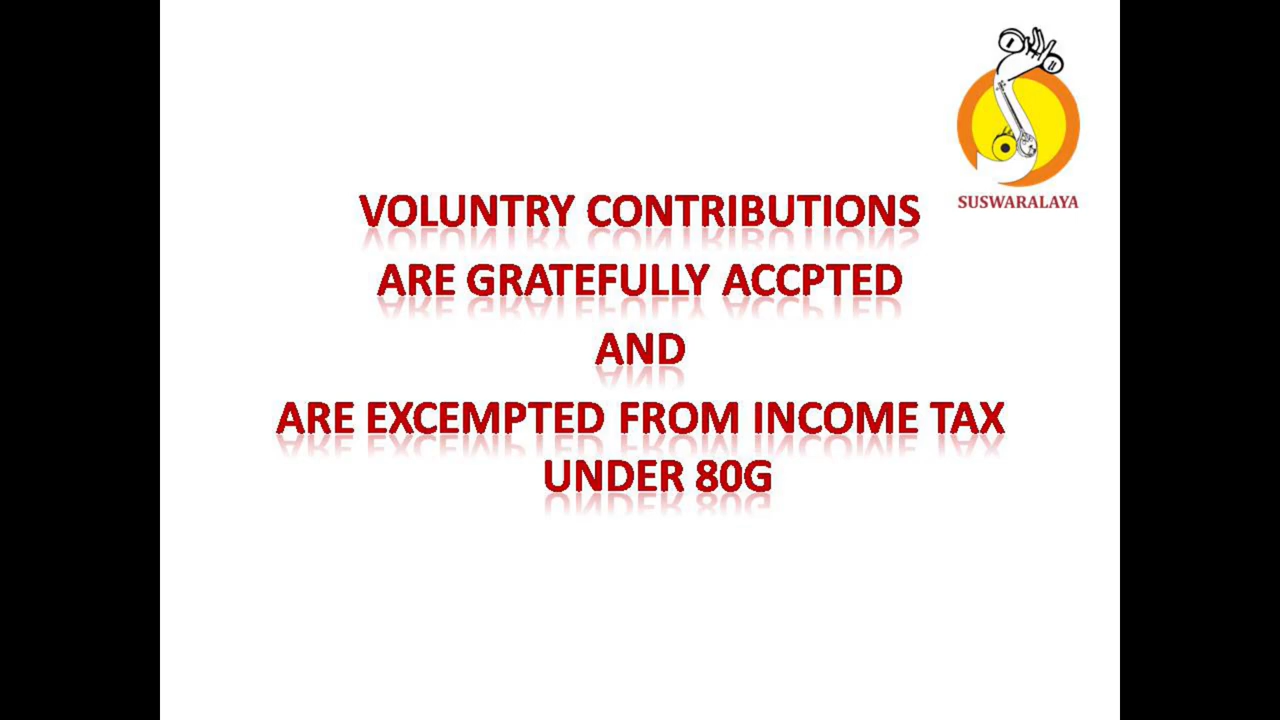 SUSWARALAYA
VOLUNTRY CONTRIBUTIONS
ARE GRATEFULLY ACCPTED
AND
ARE EXCEMPTED FROM INCOME TAX
UNDER 80G